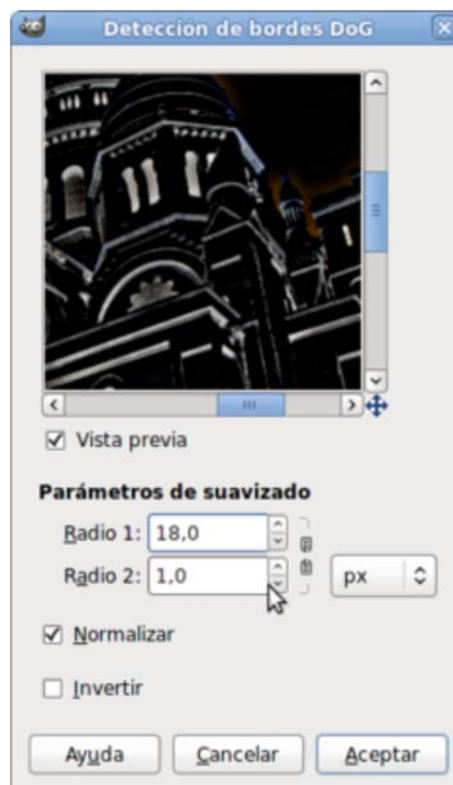 Detección de bordes DoG
Vista previa
Parámetros de suavizado
Radio 1: 18,0
Radio 2: 1,0 px
Normalizar
Invertir
Ayuda Cancelar Aceptar